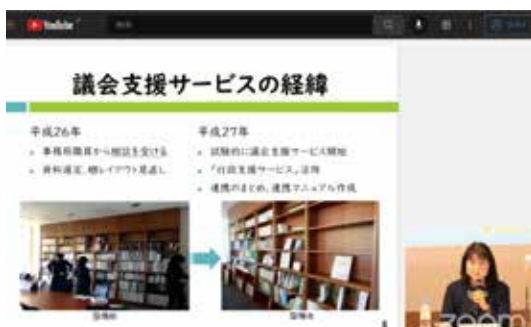 YouTube
検索
議会支援サービスの経緯
平成26年
・ 事務局職員から相談を受ける
・ 資料選定、棚レイアウト見直し
平成27年
・ 試験的に議会支援サービス開始
・ 「行政支援サービス」活用
・ 連携のまとめ、連携マニュアル作成
zoom